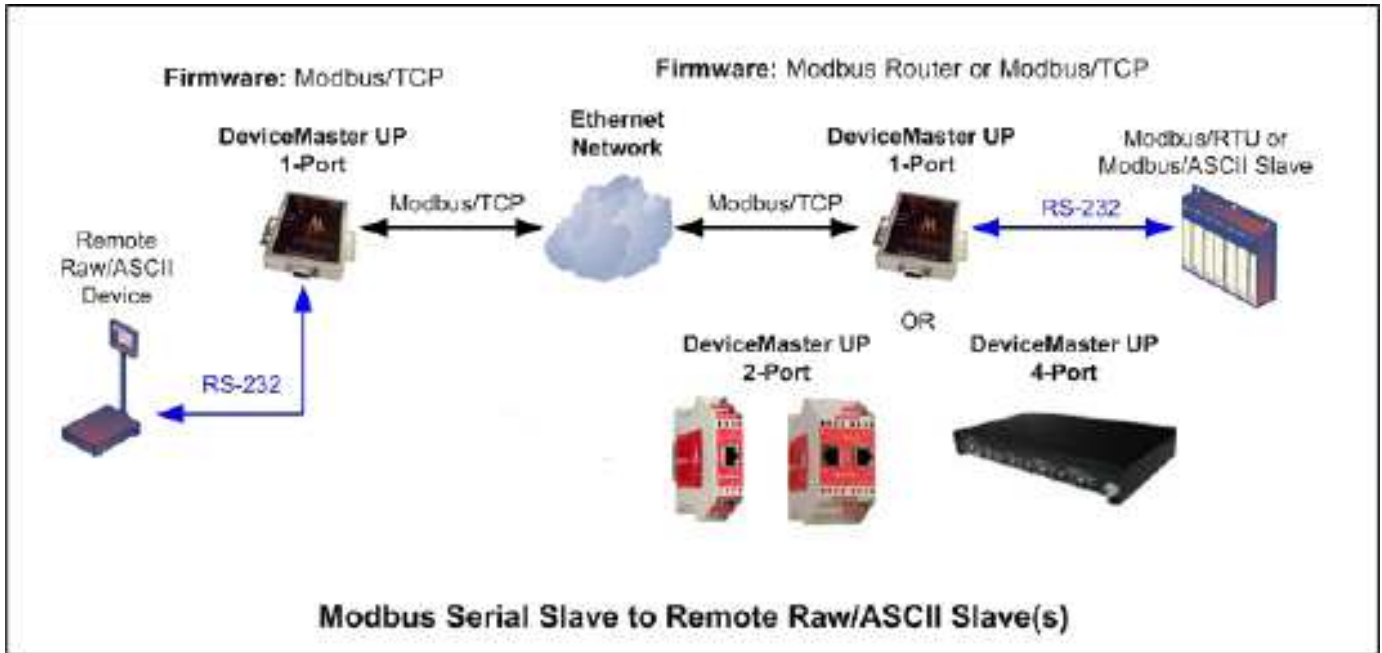 Firmware: Modbus/TCP
Firmware: Modbus Router or Modbus/TCP
DeviceMaster UP
1-Port
Ethernet
Network
DeviceMaster UP
1-Port
Modbus/RTU or
Modbus/ASCII Slave
Modbus/TCP
Modbus/TCP
RS-232
Remote
Raw/ASCII
Device
RS-232
OR
DeviceMaster UP
2-Port
DeviceMaster UP
4-Port
Modbus Serial Slave to Remote Raw/ASCII Slave(s)